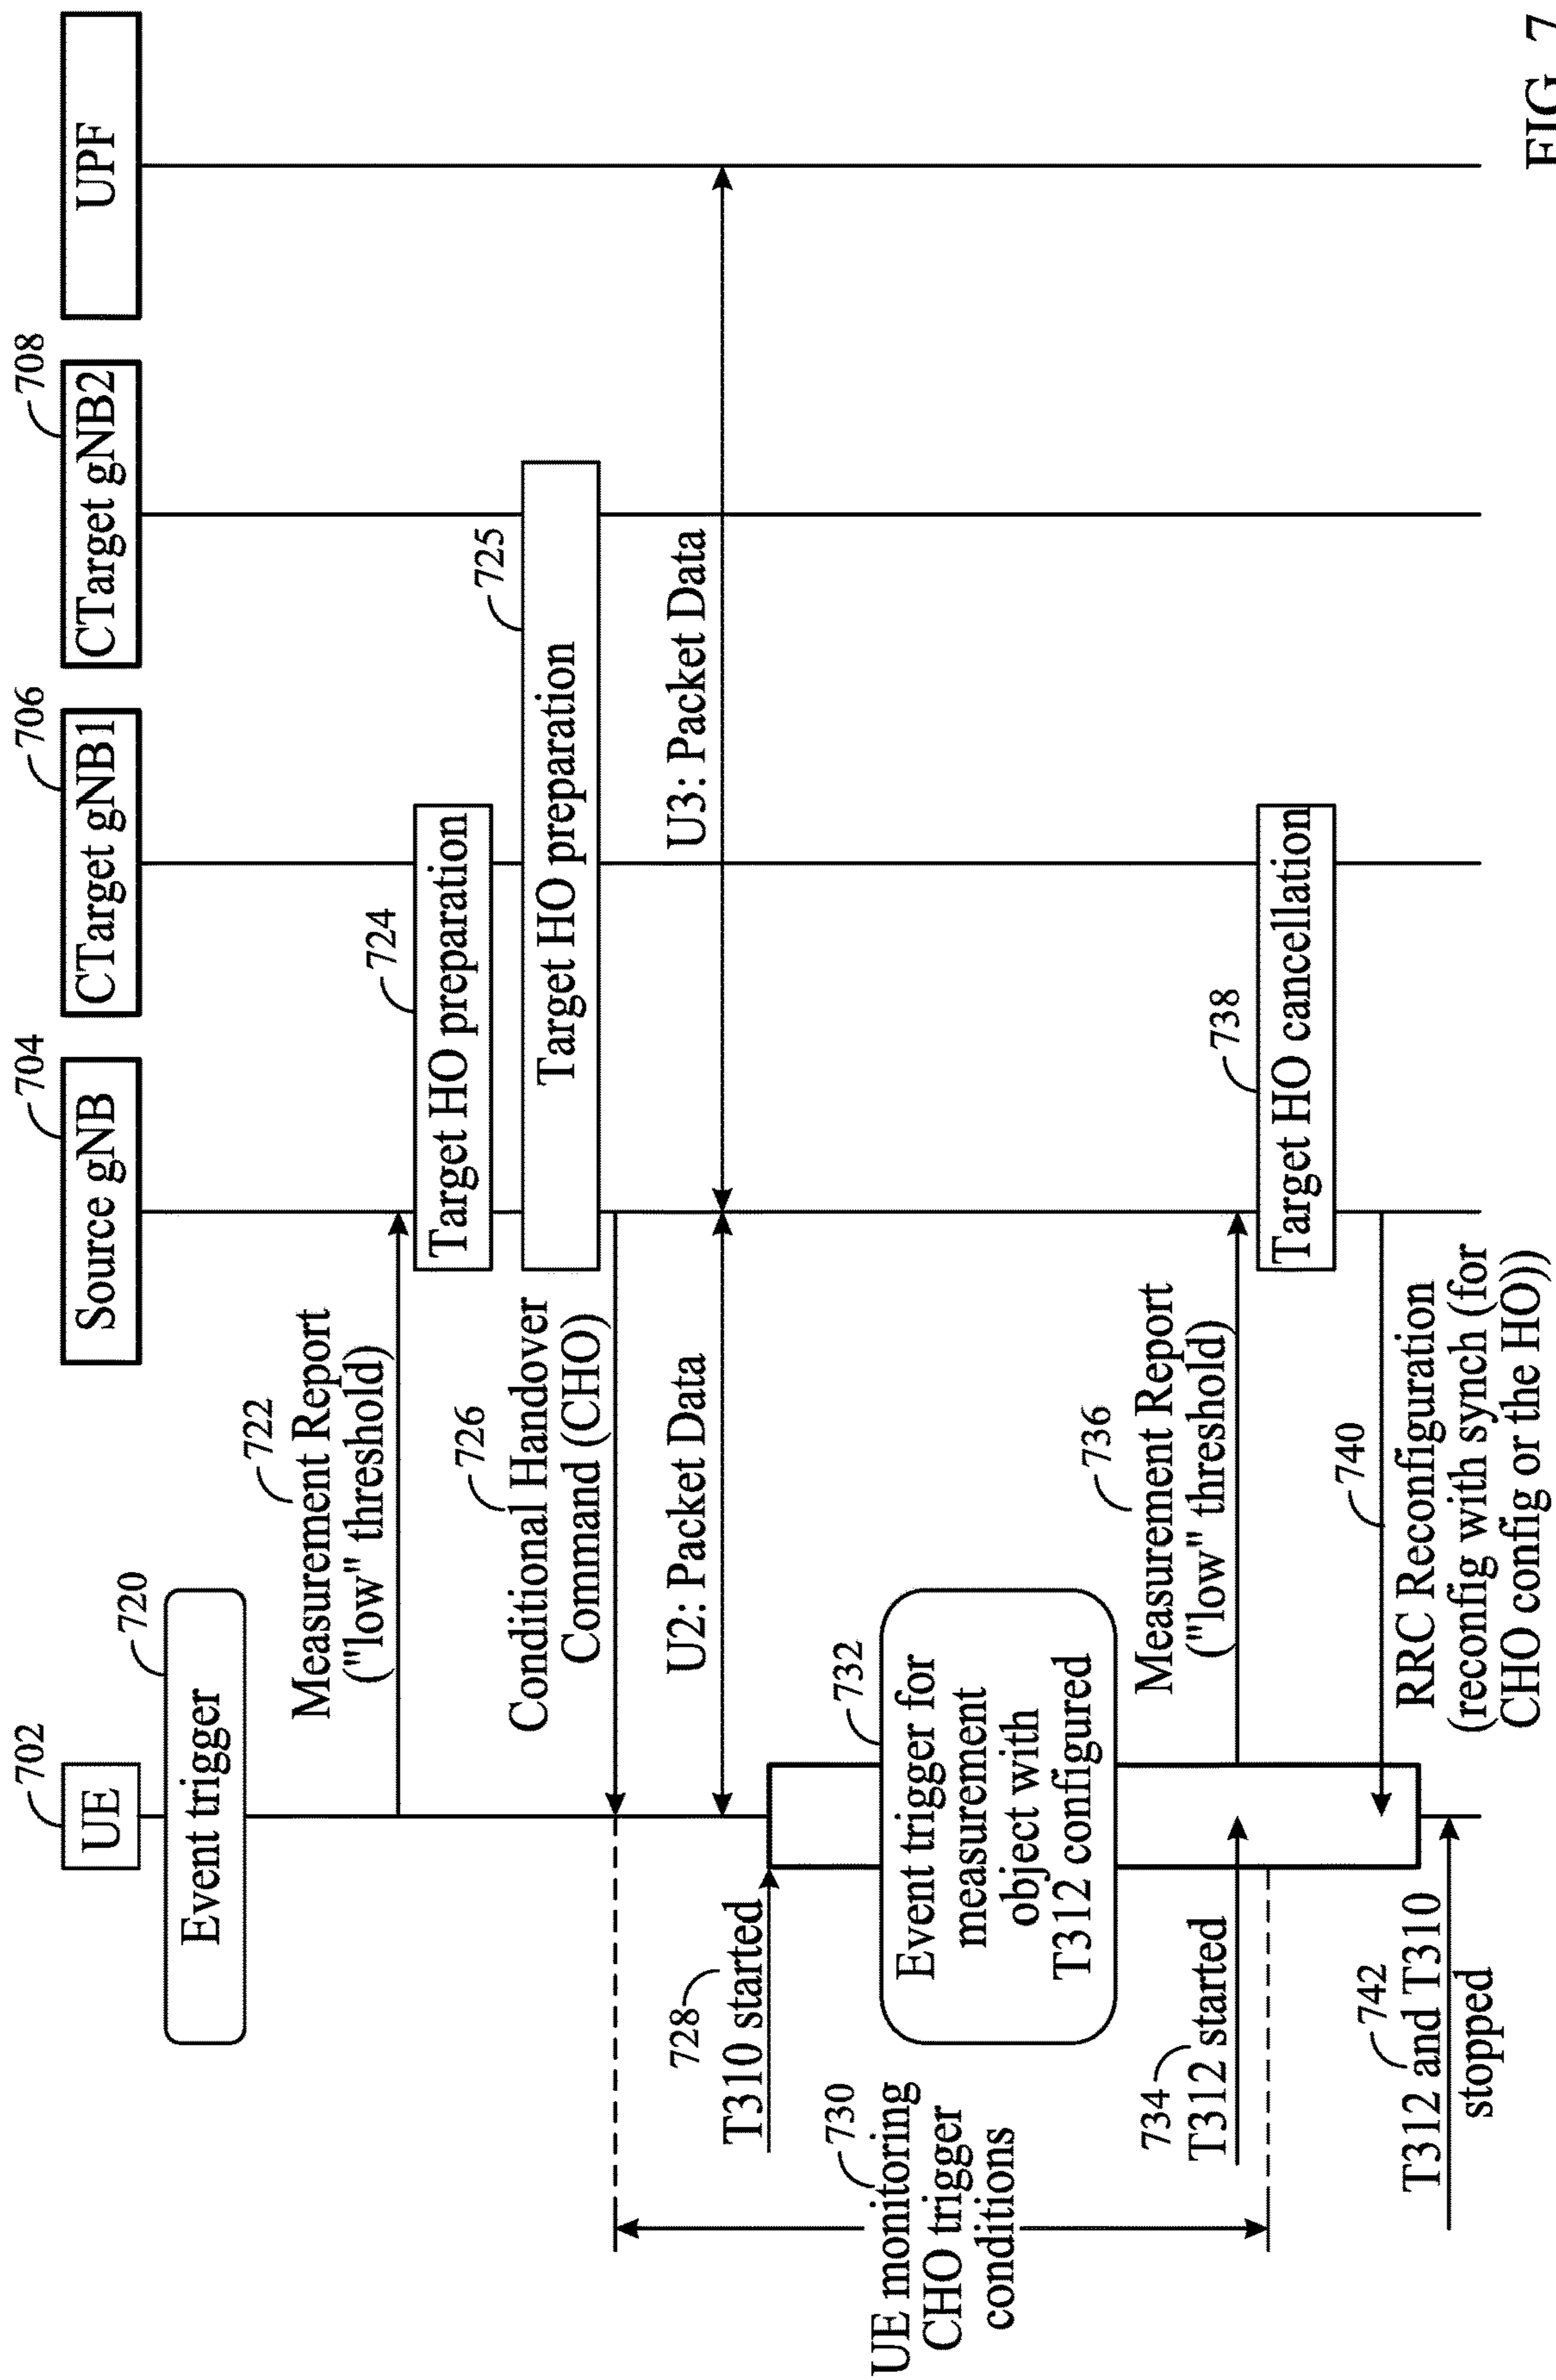 702
UE
704
Source gNB
706
CTarget gNB1
708
CTarget gNB2
UPF
720
Event trigger
722
Measurement Report
("low" threshold)
724
Target HO preparation
725
Target HO preparation
726
Conditional Handover
Command (CHO)
U2: Packet Data
U3: Packet Data
728
T310 started
730
UE monitoring
CHO trigger
conditions
732
Event trigger for
measurement
object with
T312 configured
734
T312 started
736
Measurement Report
("low" threshold)
738
Target HO cancellation
740
RRC Reconfiguration
(reconfig with synch (for
CHO config or the HO))
742
T312 and T310
stopped
FIG. 7